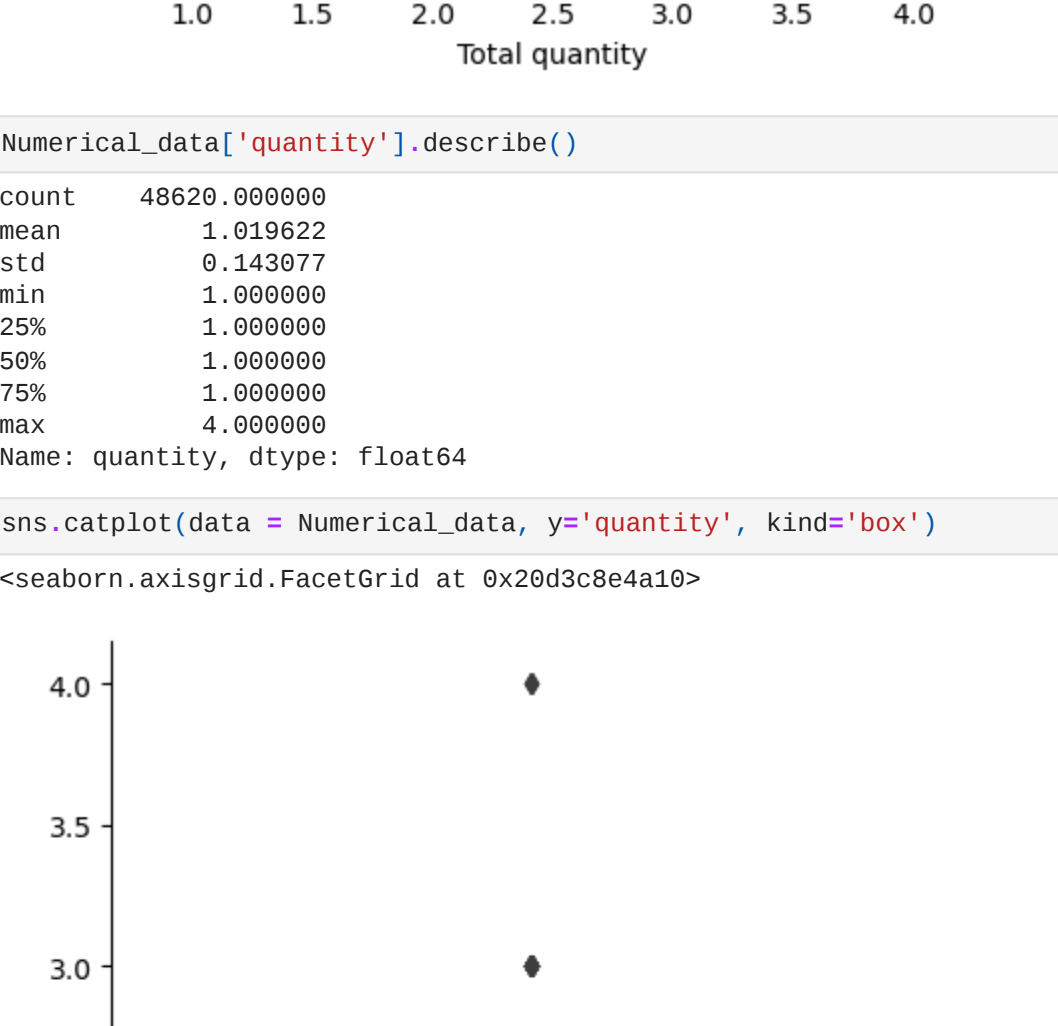 1.0 1.5 2.0 2.5 3.0 3.5 4.0
Total quantity
Numerical_data['quantity'].describe()
count    48620.000000
mean         1.019622
std          0.143077
min          1.000000
25%          1.000000
50%          1.000000
75%          1.000000
max          4.000000
Name: quantity, dtype: float64
sns.catplot(data = Numerical_data, y='quantity', kind='box')
<seaborn.axisgrid.FacetGrid at 0x20d3c8e4a10>
4.0
3.5
3.0